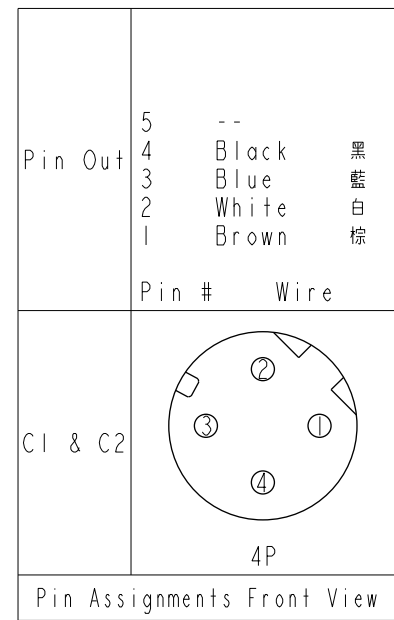 Pin Out
5 --
4 Black 黑
3 Blue 藍
2 White 白
1 Brown 棕
Pin # Wire
C1 & C2
2
3 1
4
4P
Pin Assignments Front View